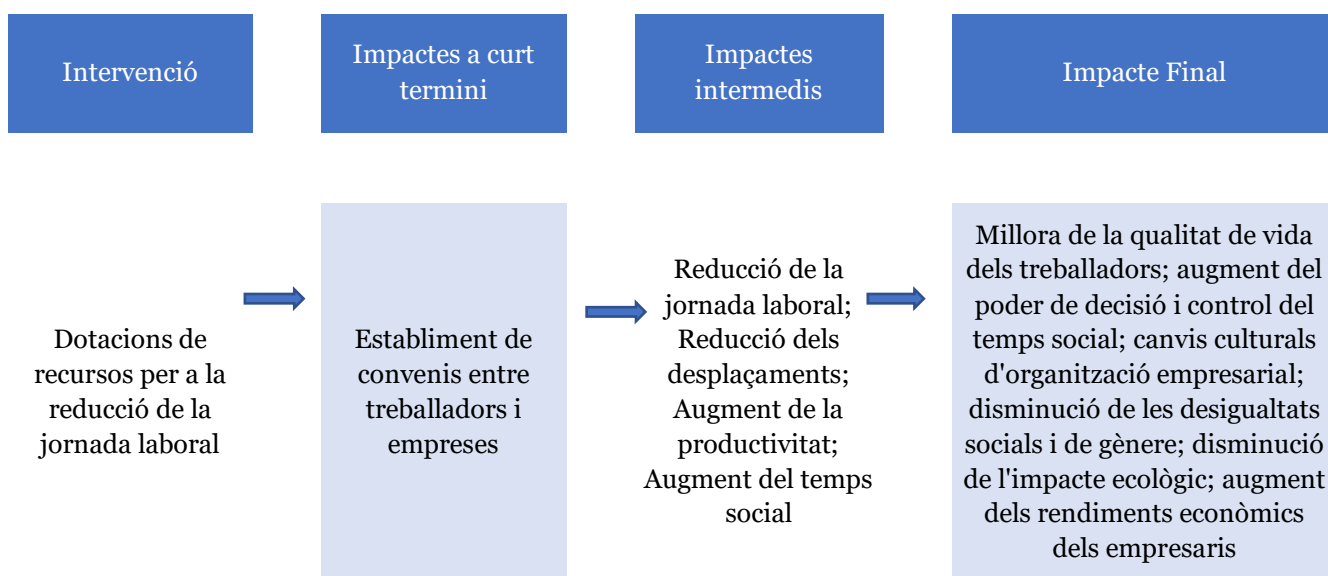 Intervenció
Impactes a curt
termini
Impactes
intermedis
Impacte Final
Dotacions de
recursos per a la
reducció de la
jornada laboral
Establiment de
convenis entre
treballadors i
empreses
Reducció de la
jornada laboral;
Reducció dels
desplaçaments;
Augment de la
productivitat;
Augment del temps
social
Millora de la qualitat de vida
dels treballadors; augment del
poder de decisió i control del
temps social; canvis culturals
d'organització empresarial;
disminució de les desigualtats
socials i de gènere; disminució
de l'impacte ecològic; augment
dels rendiments econòmics
dels empresaris